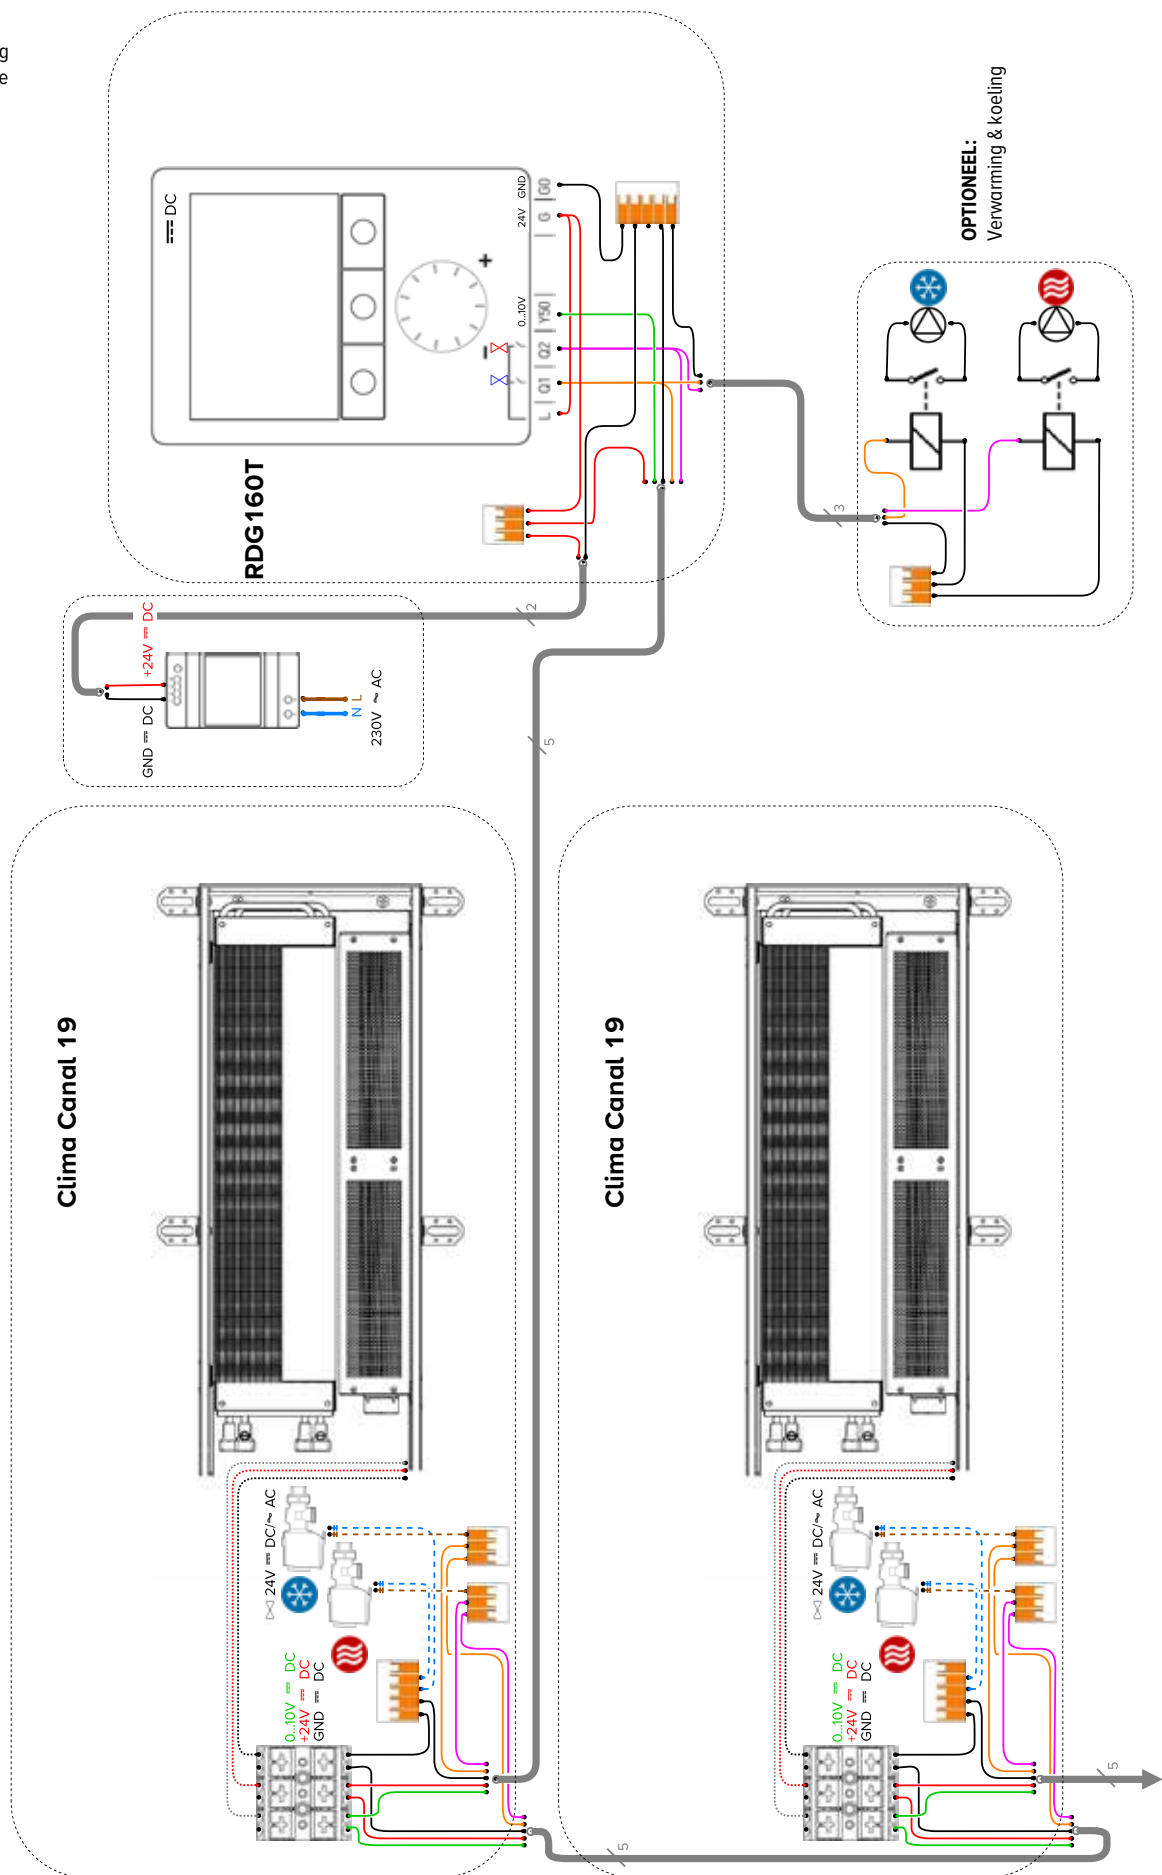 g
e
⎓ DC
RDG160T
+
−
24V
GND
0...10V
L
Q1
Q2
Y50
G
G0
OPTIONEEL:
Verwarming & koeling
3
2
5
+24V ⎓ DC
GND ⎓ DC
N
L
230V ~ AC
Clima Canal 19
24V ⎓ DC/~ AC
0...10V ⎓ DC
+24V ⎓ DC
GND ⎓ DC
5
Clima Canal 19
24V ⎓ DC/~ AC
0...10V ⎓ DC
+24V ⎓ DC
GND ⎓ DC
5